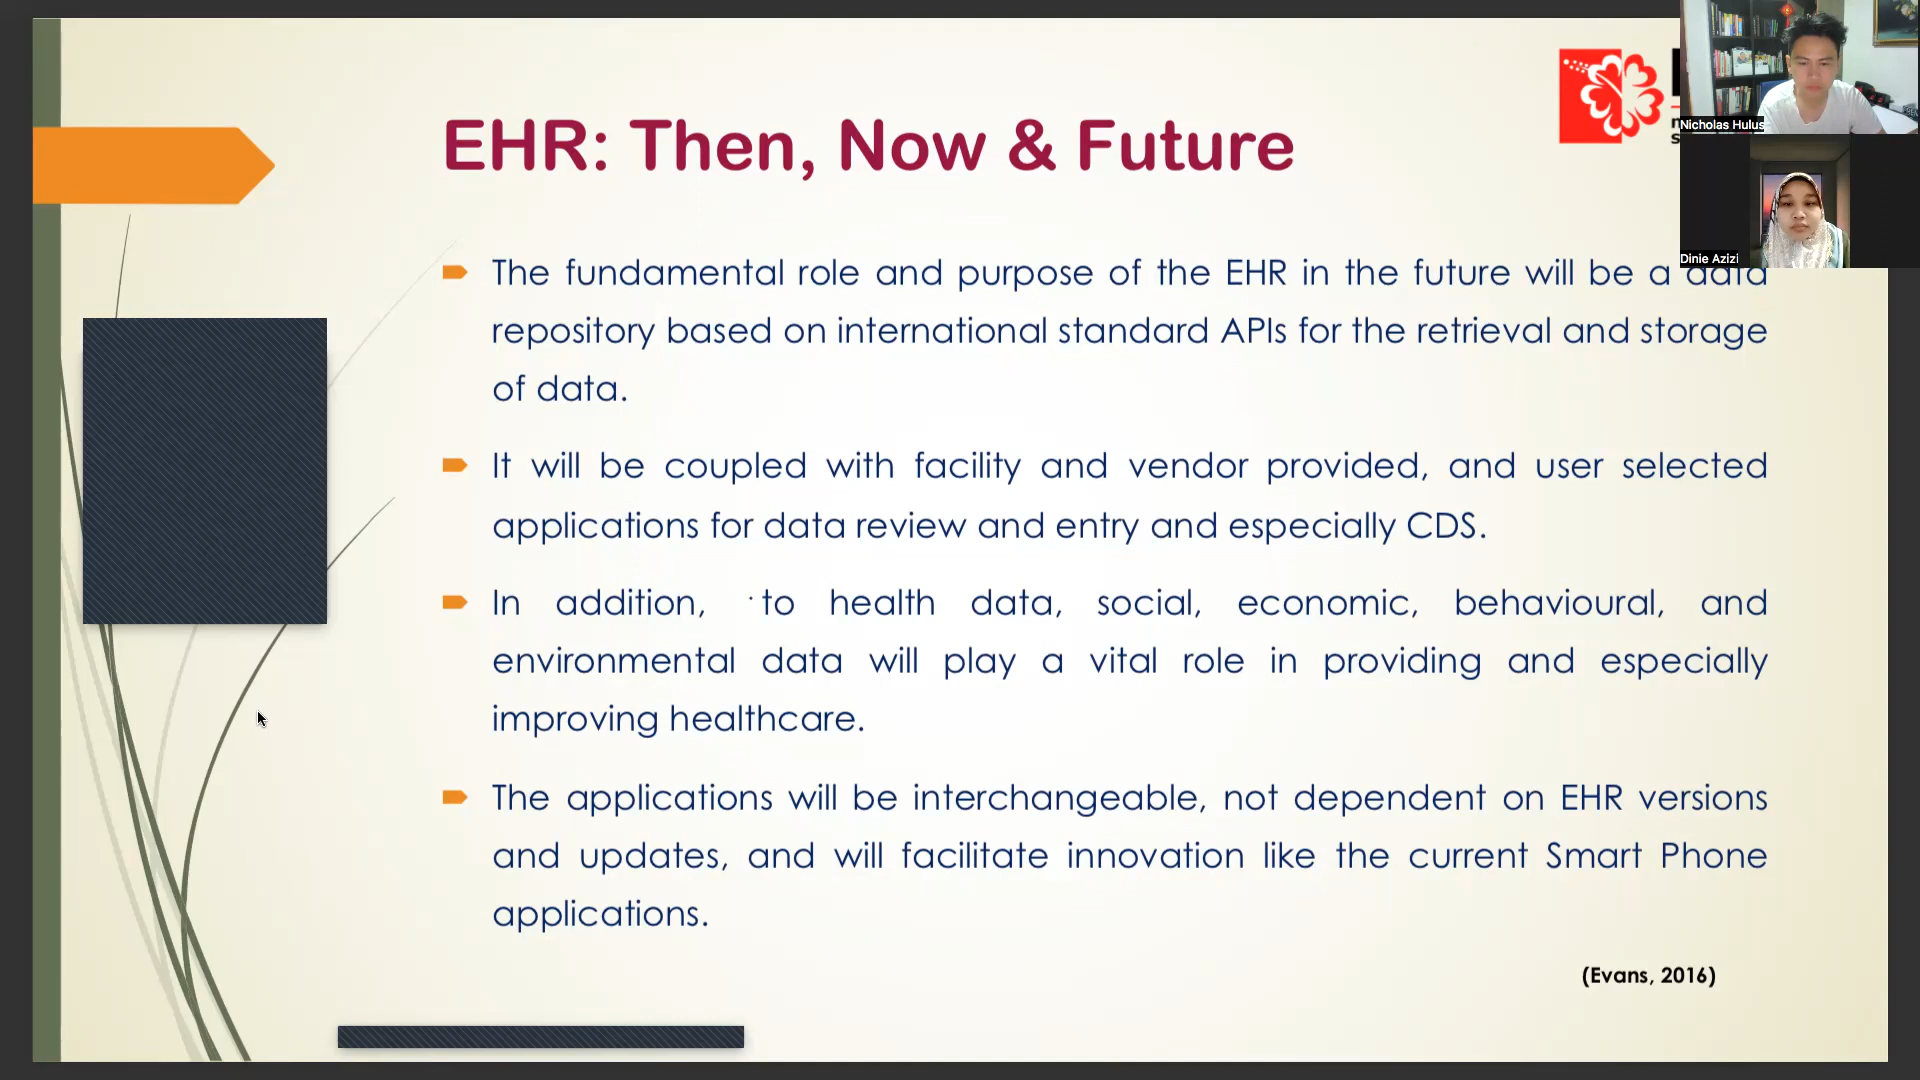 EHR: Then, Now & Future
Nicholas Hulus
Dinie Azizi
The fundamental role and purpose of the EHR in the future will be a data
repository based on international standard APIs for the retrieval and storage
of data.
It will be coupled with facility and vendor provided, and user selected
applications for data review and entry and especially CDS.
In addition, to health data, social, economic, behavioural, and
environmental data will play a vital role in providing and especially
improving healthcare.
The applications will be interchangeable, not dependent on EHR versions
and updates, and will facilitate innovation like the current Smart Phone
applications.
(Evans, 2016)